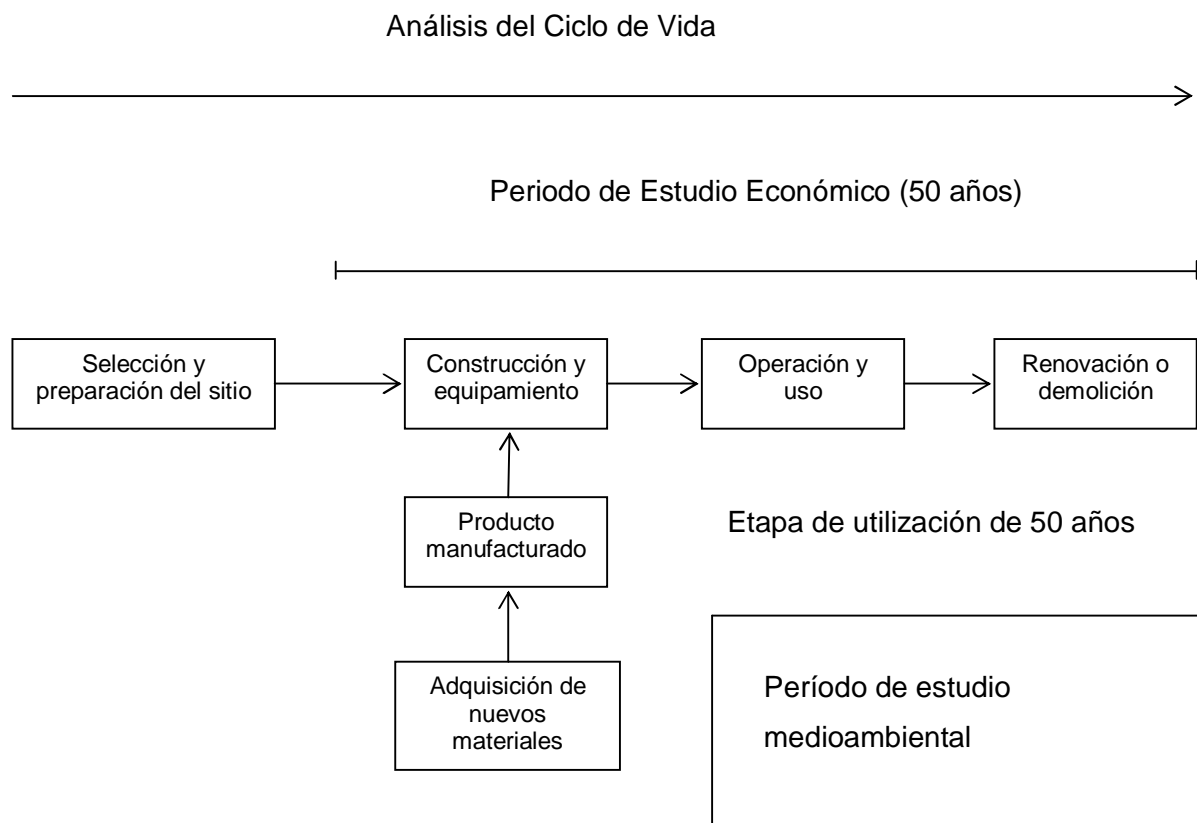 Análisis del Ciclo de Vida
Periodo de Estudio Económico (50 años)
Selección y
preparación del sitio
Construcción y
equipamiento
Operación y
uso
Renovación o
demolición
Producto
manufacturado
Etapa de utilización de 50 años
Adquisición de
nuevos
materiales
Período de estudio
medioambiental